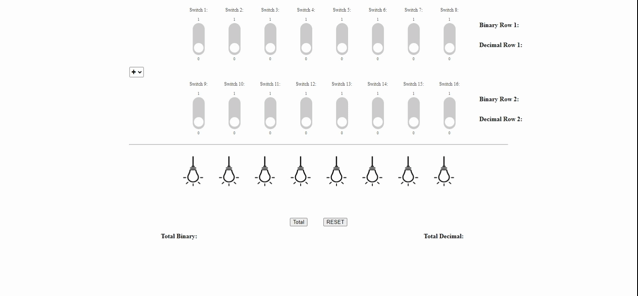 Switch 1: Switch 2: Switch 3: Switch 4: Switch 5: Switch 6: Switch 7: Switch 8:
1 1 1 1 1 1 1 1
Binary Row 1:
Decimal Row 1:
0 0 0 0 0 0 0 0
+
Switch 9: Switch 10: Switch 11: Switch 12: Switch 13: Switch 14: Switch 15: Switch 16:
1 1 1 1 1 1 1 1
Binary Row 2:
Decimal Row 2:
0 0 0 0 0 0 0 0
Total RESET
Total Binary: Total Decimal: